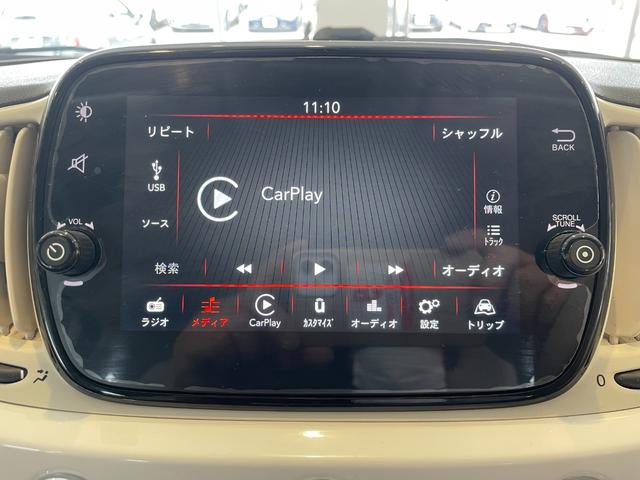 11:10
リピート
シャッフル
USB
CarPlay
BACK
情報
VOL
ソース
トラック
SCROLL
TUNE
検索
オーディオ
ラジオ
メディア
CarPlay
カスタマイズ
オーディオ
設定
トリップ
0